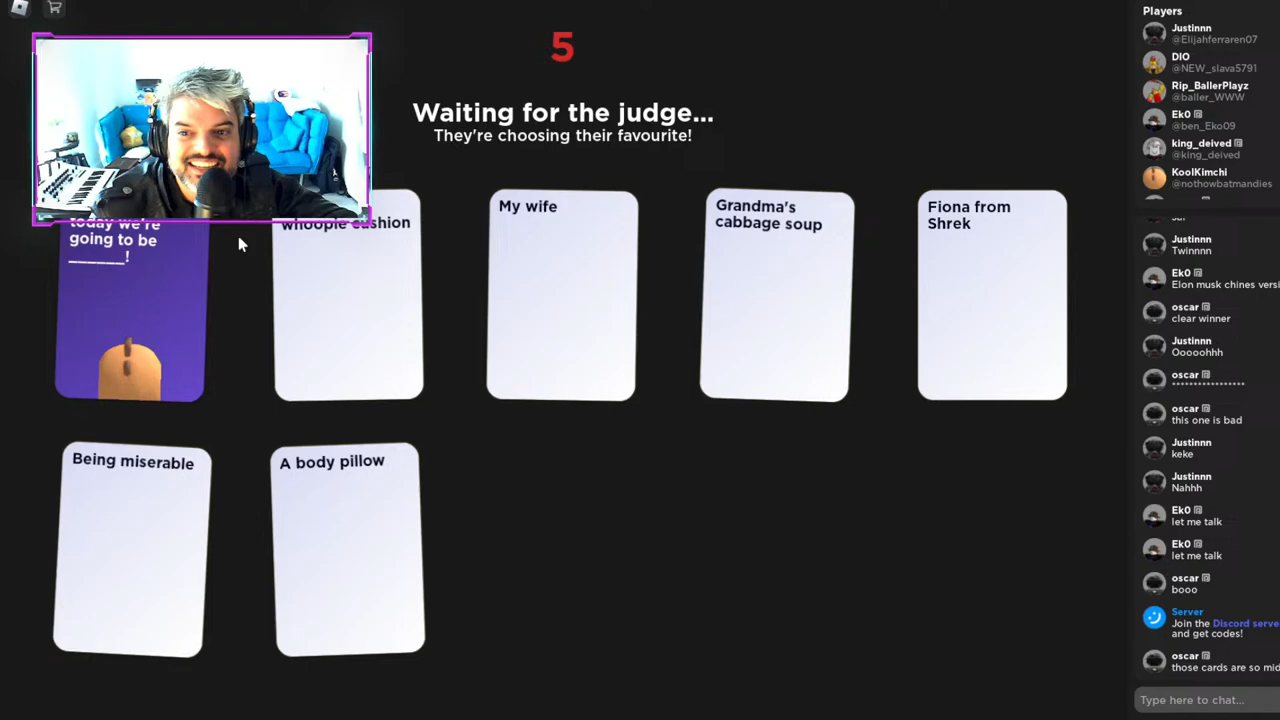 5
Waiting for the judge...
They're choosing their favourite!
today we're
going to be
______!
whoopie cushion
My wife
Grandma's
cabbage soup
Fiona from
Shrek
Being miserable
A body pillow
Players
Justinnn
@Elijahferraren07
DIO
@NEW_slava5791
Rip_BallerPlayz
@baller_WWW
Ek0
@ben_Eko09
king_deived
@king_deived
KoolKimchi
@nothowbatmandies
Justinnn
Twinnnn
Ek0
Elon musk chines versi
oscar
clear winner
Justinnn
Ooooohhh
oscar
*****************
oscar
this one is bad
Justinnn
keke
Justinnn
Nahhh
Ek0
let me talk
Ek0
let me talk
oscar
booo
Server
Join the Discord serve
and get codes!
oscar
those cards are so mid
Type here to chat...